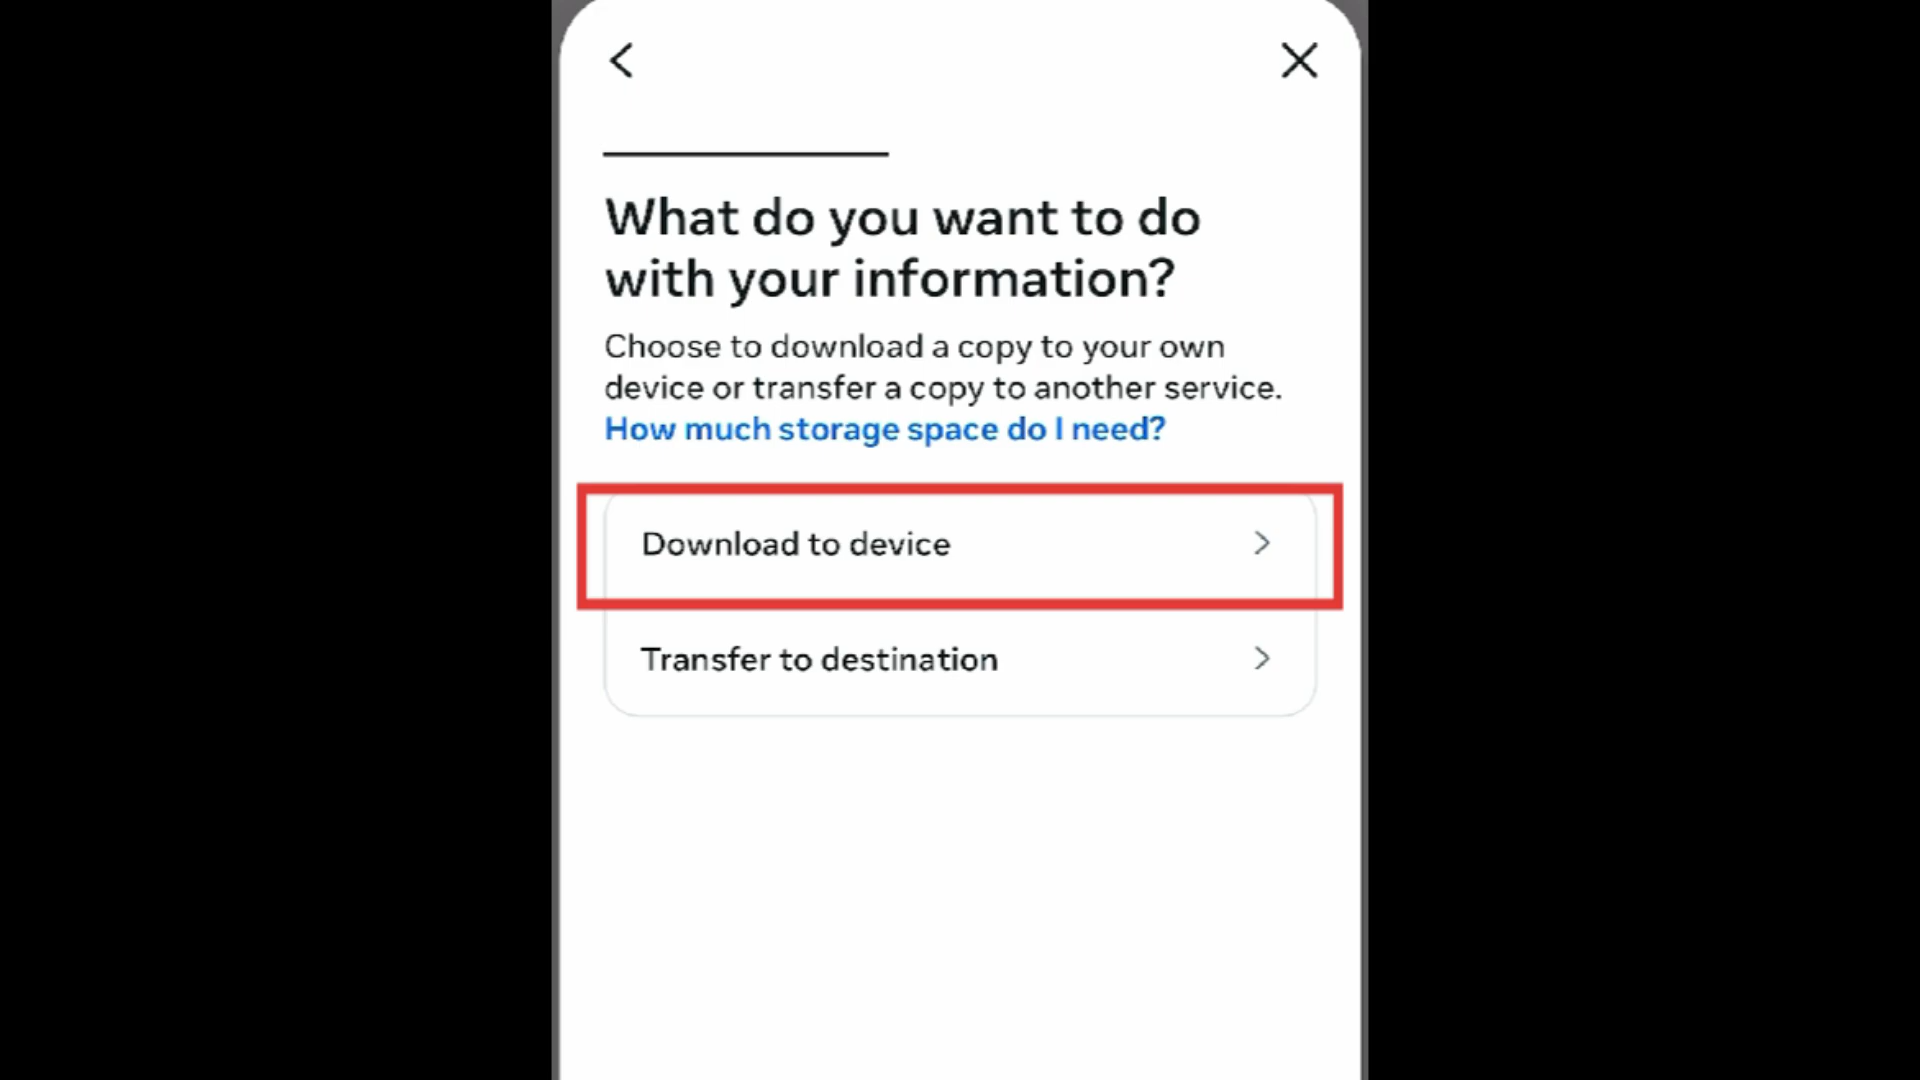 What do you want to do
with your information?
Choose to download a copy to your own
device or transfer a copy to another service.
How much storage space do I need?
Download to device
Transfer to destination